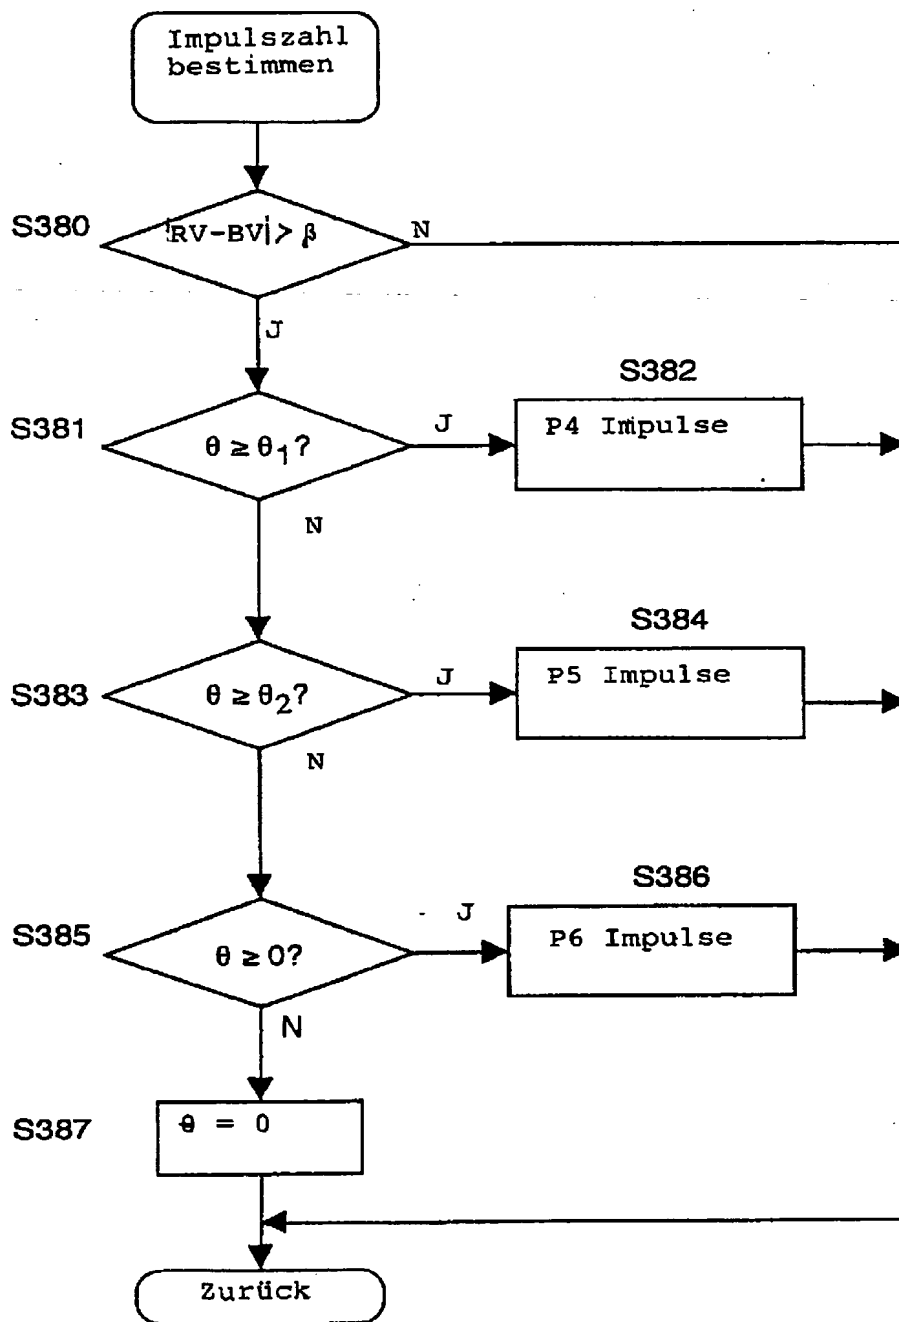 Impulszahl
bestimmen
S380
|RV-BV| > β
N
J
S382
S381
θ ≥ θ1?
J
P4 Impulse
N
S384
S383
θ ≥ θ2?
J
P5 Impulse
N
S386
S385
θ ≥ 0?
J
P6 Impulse
N
S387
θ = 0
Zurück